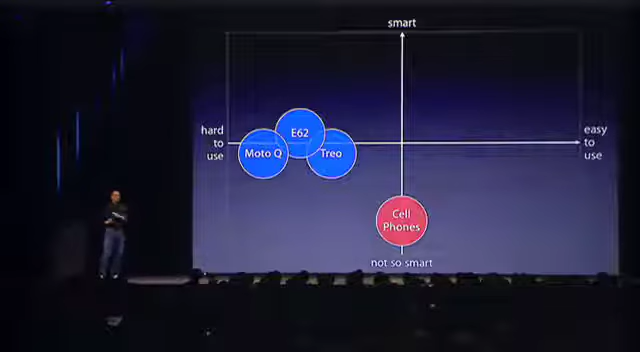 smart
hard
to
use
easy
to
use
E62
Moto Q
Treo
Cell
Phones
not so smart